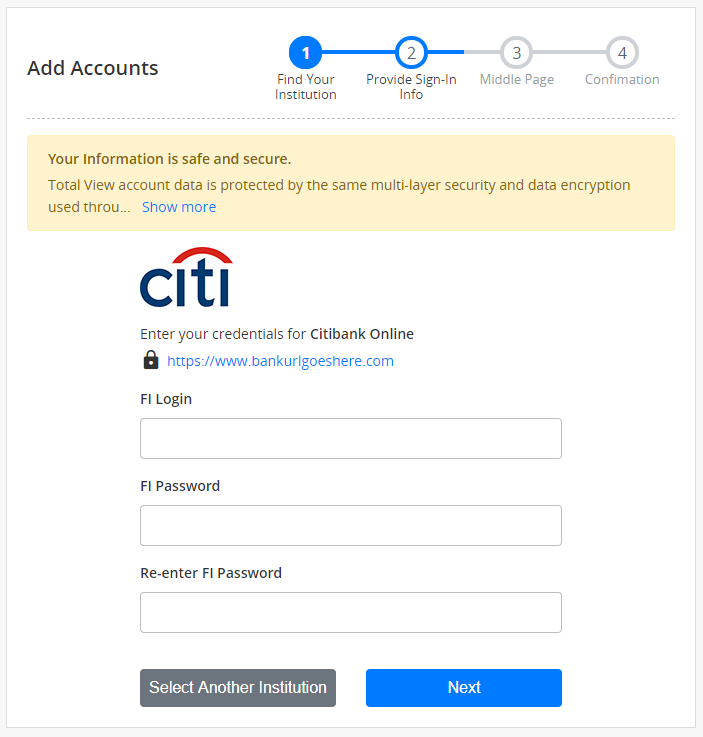 Add Accounts
1
2
3
4
Find Your
Institution
Provide Sign-In
Info
Middle Page
Confimation
Your Information is safe and secure.
Total View account data is protected by the same multi-layer security and data encryption
used throu... Show more
citi
Enter your credentials for Citibank Online
https://www.bankurlgoeshere.com
FI Login
FI Password
Re-enter FI Password
Select Another Institution
Next